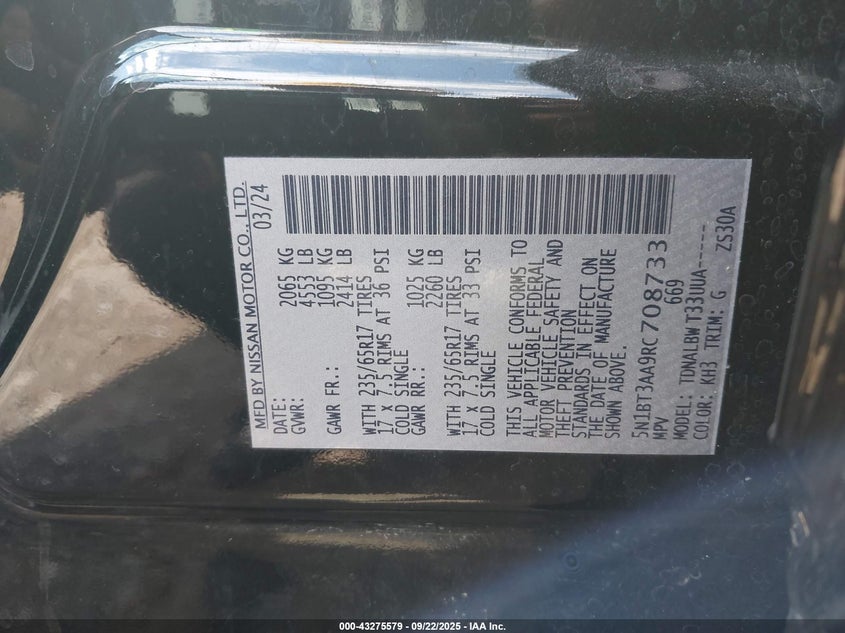 MFD BY NISSAN MOTOR CO., LTD.
DATE: 03/24
GVWR: 2065 KG
4553 LB
GAWR FR.: 1095 KG
2414 LB
WITH 235/65R17 TIRES
17 x 7.5 RIMS AT 36 PSI
COLD SINGLE
GAWR RR.: 1025 KG
2260 LB
WITH 235/65R17 TIRES
17 x 7.5 RIMS AT 33 PSI
COLD SINGLE
THIS VEHICLE CONFORMS TO
ALL APPLICABLE FEDERAL
MOTOR VEHICLE SAFETY AND
THEFT PREVENTION
STANDARDS IN EFFECT ON
THE DATE OF MANUFACTURE
SHOWN ABOVE.
5N1BT3AA9RC708733
MPV 669
MODEL: TDNALBW T33UUA------
COLOR: KH3 TRIM: G ZS30A
000-43275579 - 09/22/2025 - IAA Inc.